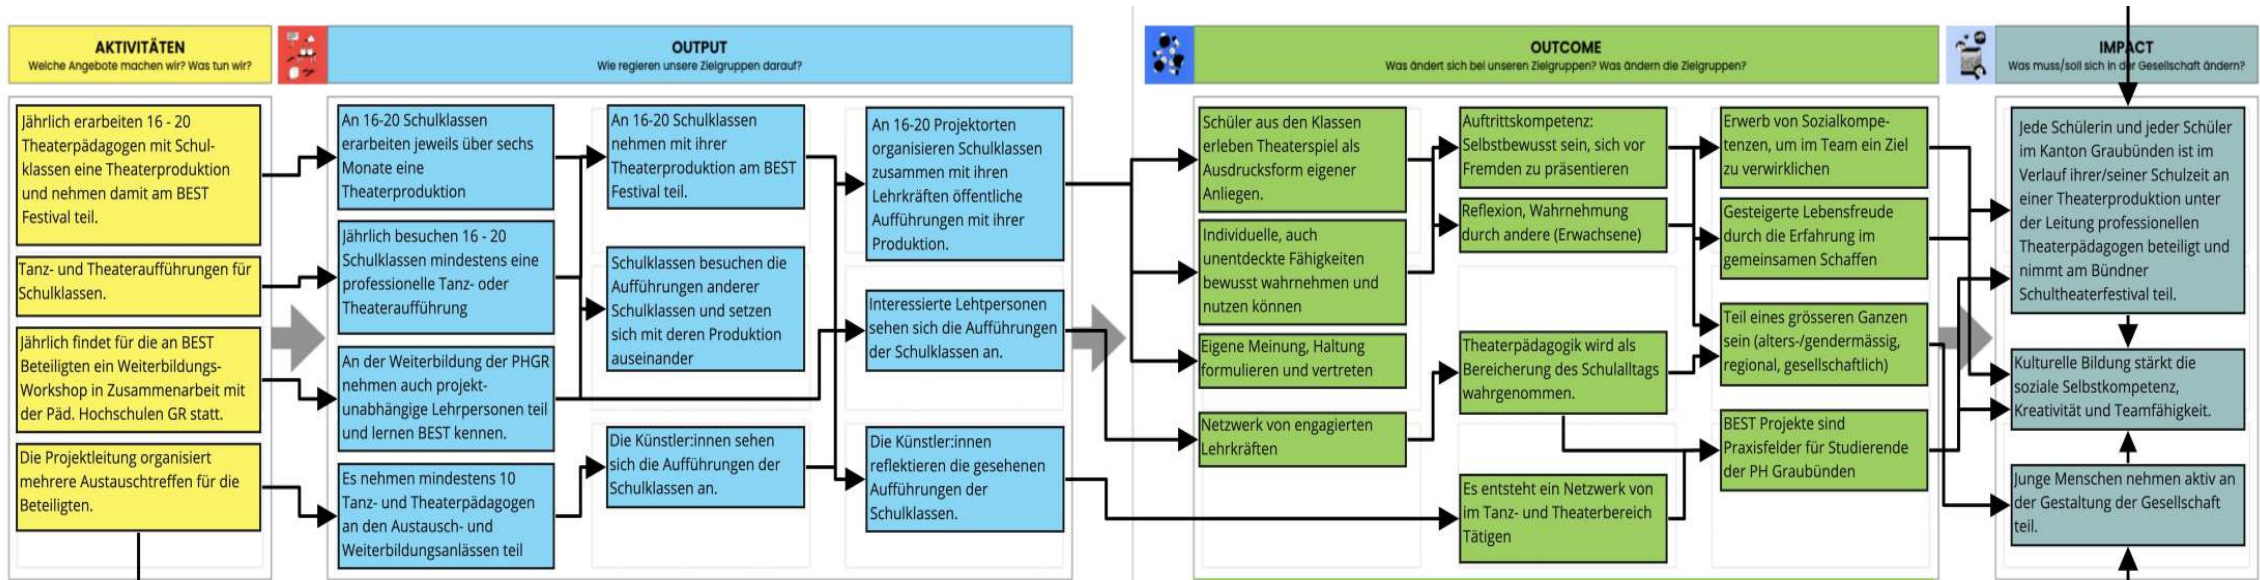 AKTIVITÄTEN
Welche Angebote machen wir? Was tun wir?
OUTPUT
Wie regieren unsere Zielgruppen darauf?
OUTCOME
Was ändert sich bei unseren Zielgruppen? Was ändern die Zielgruppen?
IMPACT
Was muss/soll sich in der Gesellschaft ändern?
Jährlich erarbeiten 16 - 20
Theaterpädagogen mit Schul-
klassen eine Theaterproduktion
und nehmen damit am BEST
Festival teil.
Tanz- und Theateraufführungen für
Schulklassen.
Jährlich findet für die an BEST
Beteiligten ein Weiterbildungs-
Workshop in Zusammenarbeit mit
der Päd. Hochschulen GR statt.
Die Projektleitung organisiert
mehrere Austauschtreffen für die
Beteiligten.
An 16-20 Schulklassen
erarbeiten jeweils über sechs
Monate eine
Theaterproduktion
Jährlich besuchen 16 - 20
Schulklassen mindestens eine
professionelle Tanz- oder
Theateraufführung
An der Weiterbildung der PHGR
nehmen auch projekt-
unabhängige Lehrpersonen teil
und lernen BEST kennen.
Es nehmen mindestens 10
Tanz- und Theaterpädagogen
an den Austausch- und
Weiterbildungsanlässen teil
An 16-20 Schulklassen
nehmen mit ihrer
Theaterproduktion am BEST
Festival teil.
Schulklassen besuchen die
Aufführungen anderer
Schulklassen und setzen
sich mit deren Produktion
auseinander
Die Künstler:innen sehen
sich die Aufführungen der
Schulklassen an.
An 16-20 Projektorten
organisieren Schulklassen
zusammen mit ihren
Lehrkräften öffentliche
Aufführungen mit ihrer
Produktion.
Interessierte Lehtpersonen
sehen sich die Aufführungen
der Schulklassen an.
Die Künstler:innen
reflektieren die gesehenen
Aufführungen der
Schulklassen.
Schüler aus den Klassen
erleben Theaterspiel als
Ausdrucksform eigener
Anliegen.
Individuelle, auch
unentdeckte Fähigkeiten
bewusst wahrnehmen und
nutzen können
Eigene Meinung, Haltung
formulieren und vertreten
Netzwerk von engagierten
Lehrkräften
Auftrittskompetenz:
Selbstbewusst sein, sich vor
Fremden zu präsentieren
Reflexion, Wahrnehmung
durch andere (Erwachsene)
Theaterpädagogik wird als
Bereicherung des Schulalltags
wahrgenommen.
Es entsteht ein Netzwerk von
im Tanz- und Theaterbereich
Tätigen
Erwerb von Sozialkompe-
tenzen, um im Team ein Ziel
zu verwirklichen
Gesteigerte Lebensfreude
durch die Erfahrung im
gemeinsamen Schaffen
Teil eines grösseren Ganzen
sein (alters-/gendermässig,
regional, gesellschaftlich)
BEST Projekte sind
Praxisfelder für Studierende
der PH Graubünden
Jede Schülerin und jeder Schüler
im Kanton Graubünden ist im
Verlauf ihrer/seiner Schulzeit an
einer Theaterproduktion unter
der Leitung professionellen
Theaterpädagogen beteiligt und
nimmt am Bündner
Schultheaterfestival teil.
Kulturelle Bildung stärkt die
soziale Selbstkompetenz,
Kreativität und Teamfähigkeit.
Junge Menschen nehmen aktiv an
der Gestaltung der Gesellschaft
teil.